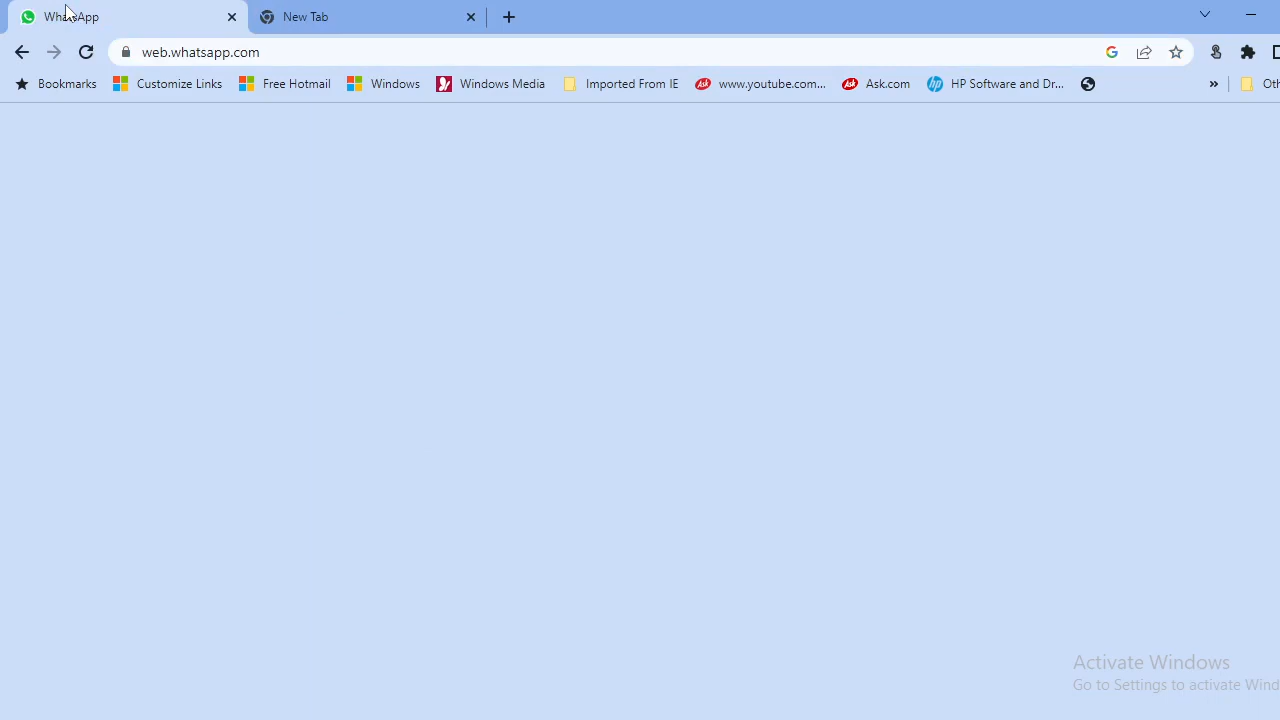 WhatsApp
New Tab
web.whatsapp.com
Bookmarks Customize Links Free Hotmail Windows Windows Media Imported From IE www.youtube.com... Ask.com HP Software and Dr... » Oth
Activate Windows
Go to Settings to activate Wind